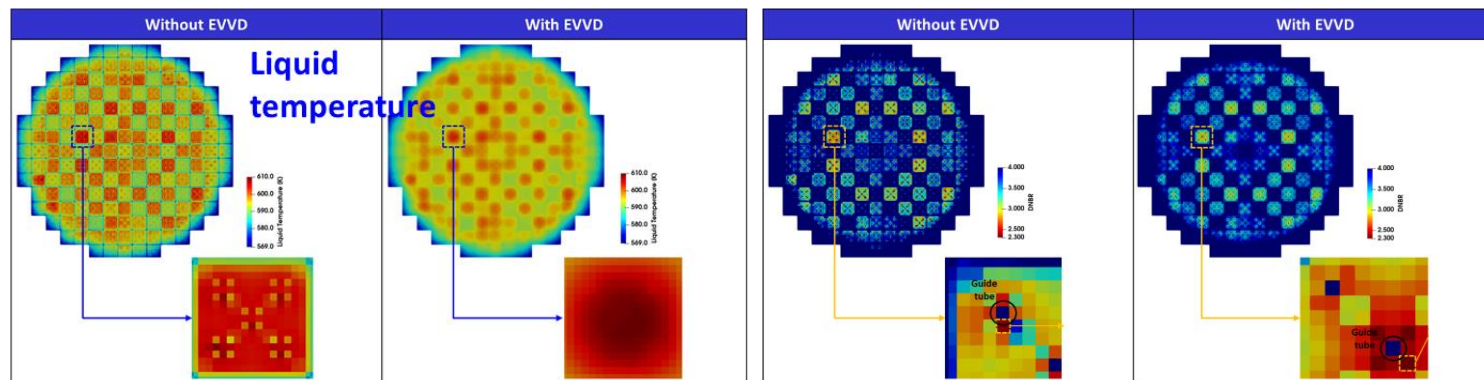 Without EVVD
With EVVD
Liquid
temperature
610.0
600.0
590.0
580.0
569.0
Liquid Temperature (K)
610.0
600.0
590.0
580.0
569.0
Liquid Temperature (K)
Without EVVD
With EVVD
4.000
3.500
3.000
2.500
2.300
DNBR
4.000
3.500
3.000
2.500
2.300
DNBR
Guide
tube
Guide
tube